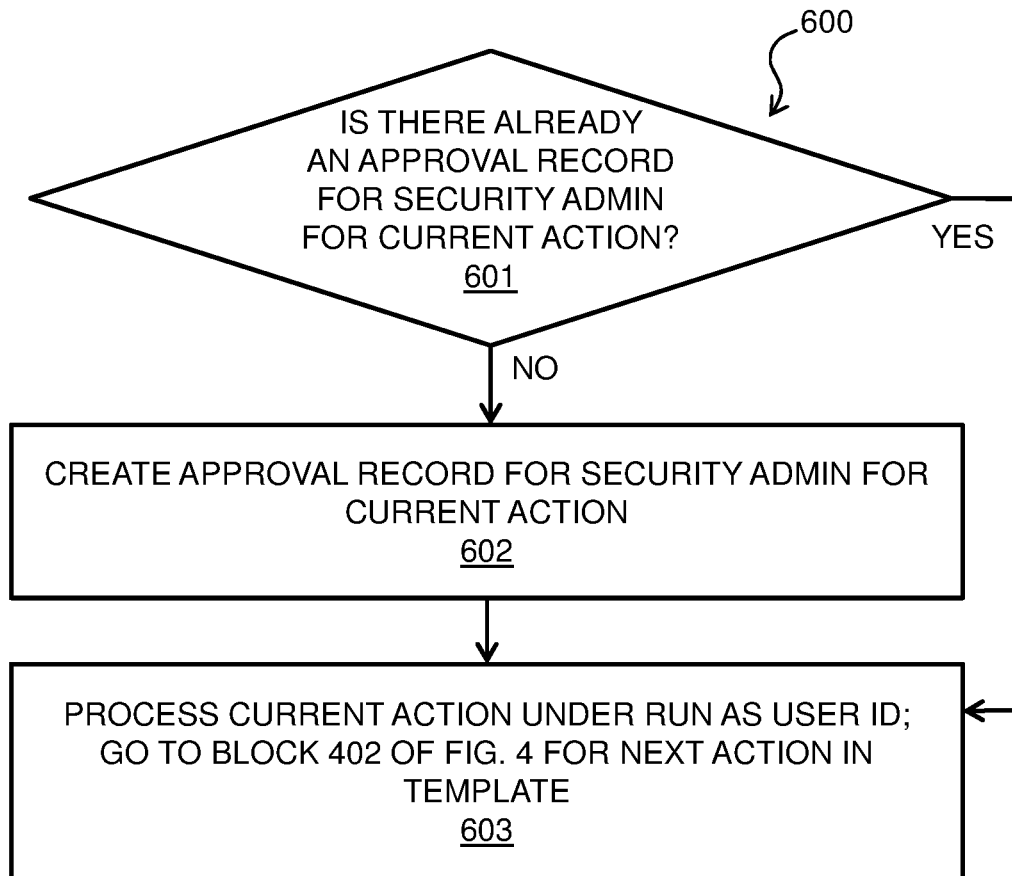 600
IS THERE ALREADY
AN APPROVAL RECORD
FOR SECURITY ADMIN
FOR CURRENT ACTION?
601
YES
NO
CREATE APPROVAL RECORD FOR SECURITY ADMIN FOR
CURRENT ACTION
602
PROCESS CURRENT ACTION UNDER RUN AS USER ID;
GO TO BLOCK 402 OF FIG. 4 FOR NEXT ACTION IN
TEMPLATE
603